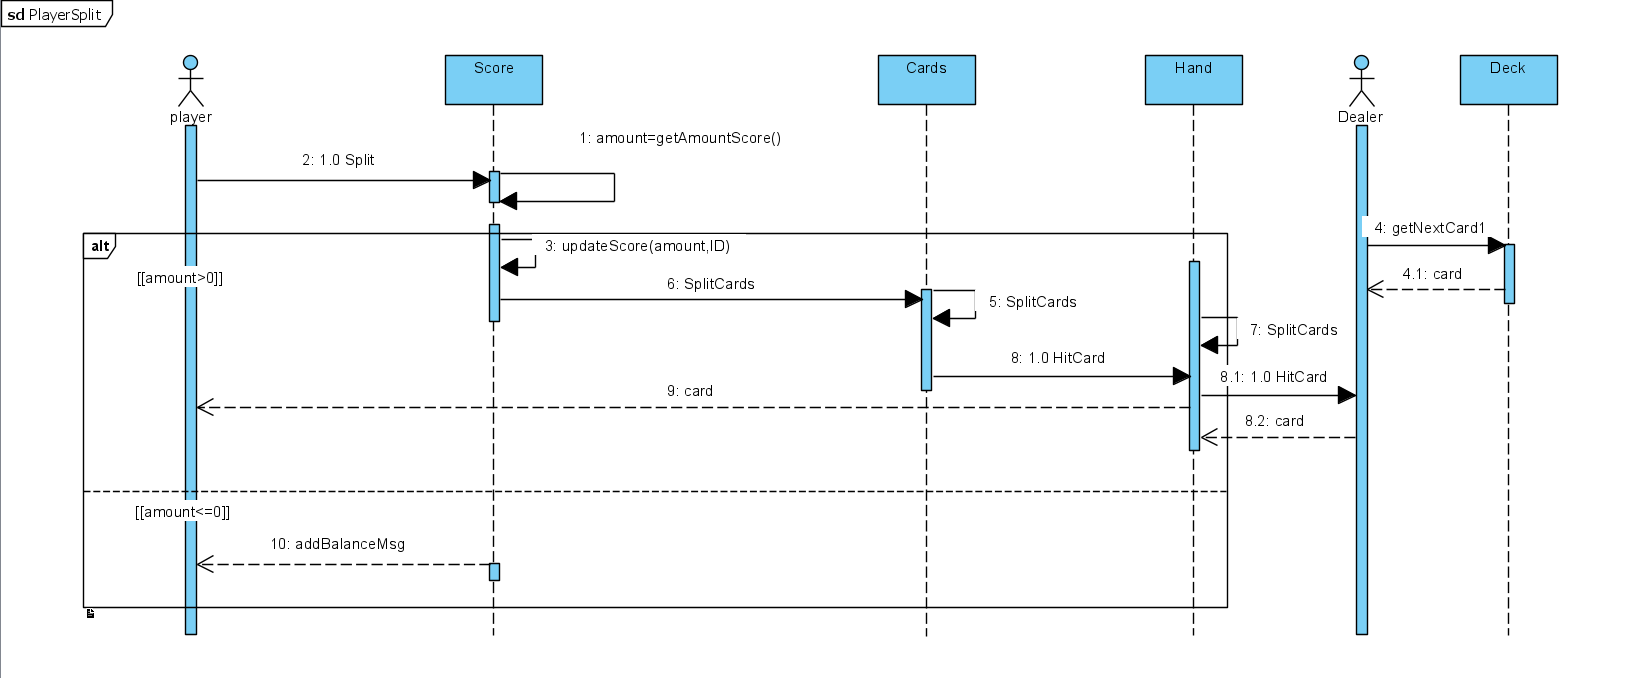 sd PlayerSplit
player
Score
Cards
Hand
Dealer
Deck
1: amount=getAmountScore()
2: 1.0 Split
alt
[[amount>0]]
3: updateScore(amount,ID)
4: getNextCard1
4.1: card
6: SplitCards
5: SplitCards
7: SplitCards
8: 1.0 HitCard
8.1: 1.0 HitCard
9: card
8.2: card
[[amount<=0]]
10: addBalanceMsg